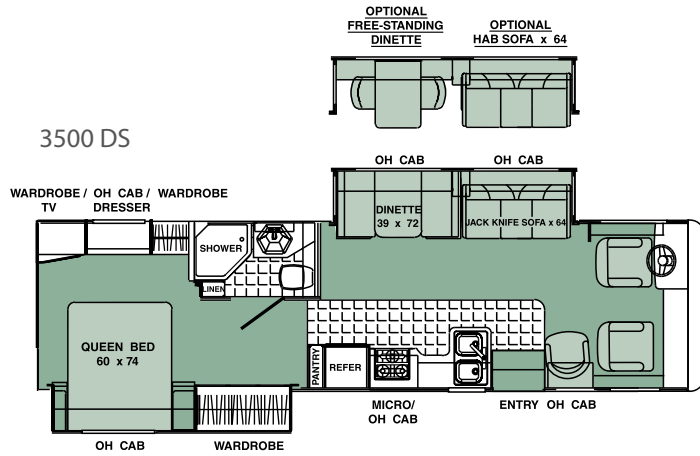 OPTIONAL
FREE-STANDING
DINETTE
OPTIONAL
HAB SOFA x 64
3500 DS
OH CAB
OH CAB
WARDROBE / TV
OH CAB / DRESSER
WARDROBE
DINETTE
39 x 72
JACK KNIFE SOFA x 64
SHOWER
LINEN
QUEEN BED
60 x 74
PANTRY
REFER
MICRO/
OH CAB
ENTRY
OH CAB
OH CAB
WARDROBE